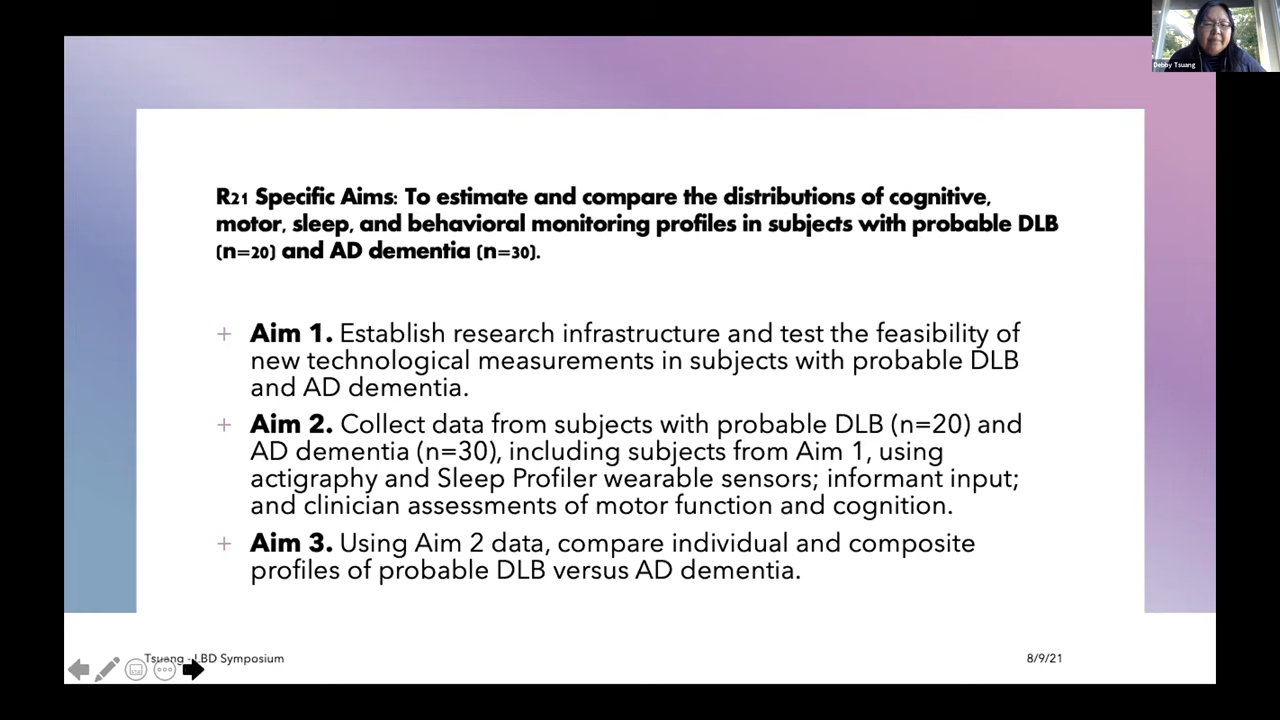 Debby Tsuang
R21 Specific Aims: To estimate and compare the distributions of cognitive,
motor, sleep, and behavioral monitoring profiles in subjects with probable DLB
(n=20) and AD dementia (n=30).
+ Aim 1. Establish research infrastructure and test the feasibility of
new technological measurements in subjects with probable DLB
and AD dementia.
+ Aim 2. Collect data from subjects with probable DLB (n=20) and
AD dementia (n=30), including subjects from Aim 1, using
actigraphy and Sleep Profiler wearable sensors; informant input;
and clinician assessments of motor function and cognition.
+ Aim 3. Using Aim 2 data, compare individual and composite
profiles of probable DLB versus AD dementia.
Tsuang - LBD Symposium
8/9/21